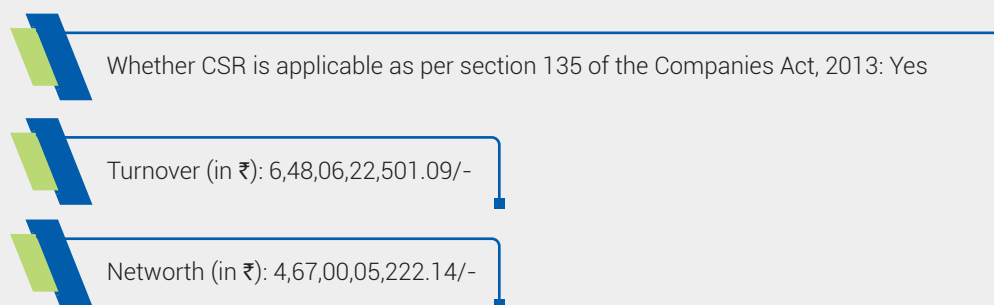 Whether CSR is applicable as per section 135 of the Companies Act, 2013: Yes
Turnover (in ₹): 6,48,06,22,501.09/-
Networth (in ₹): 4,67,00,05,222.14/-